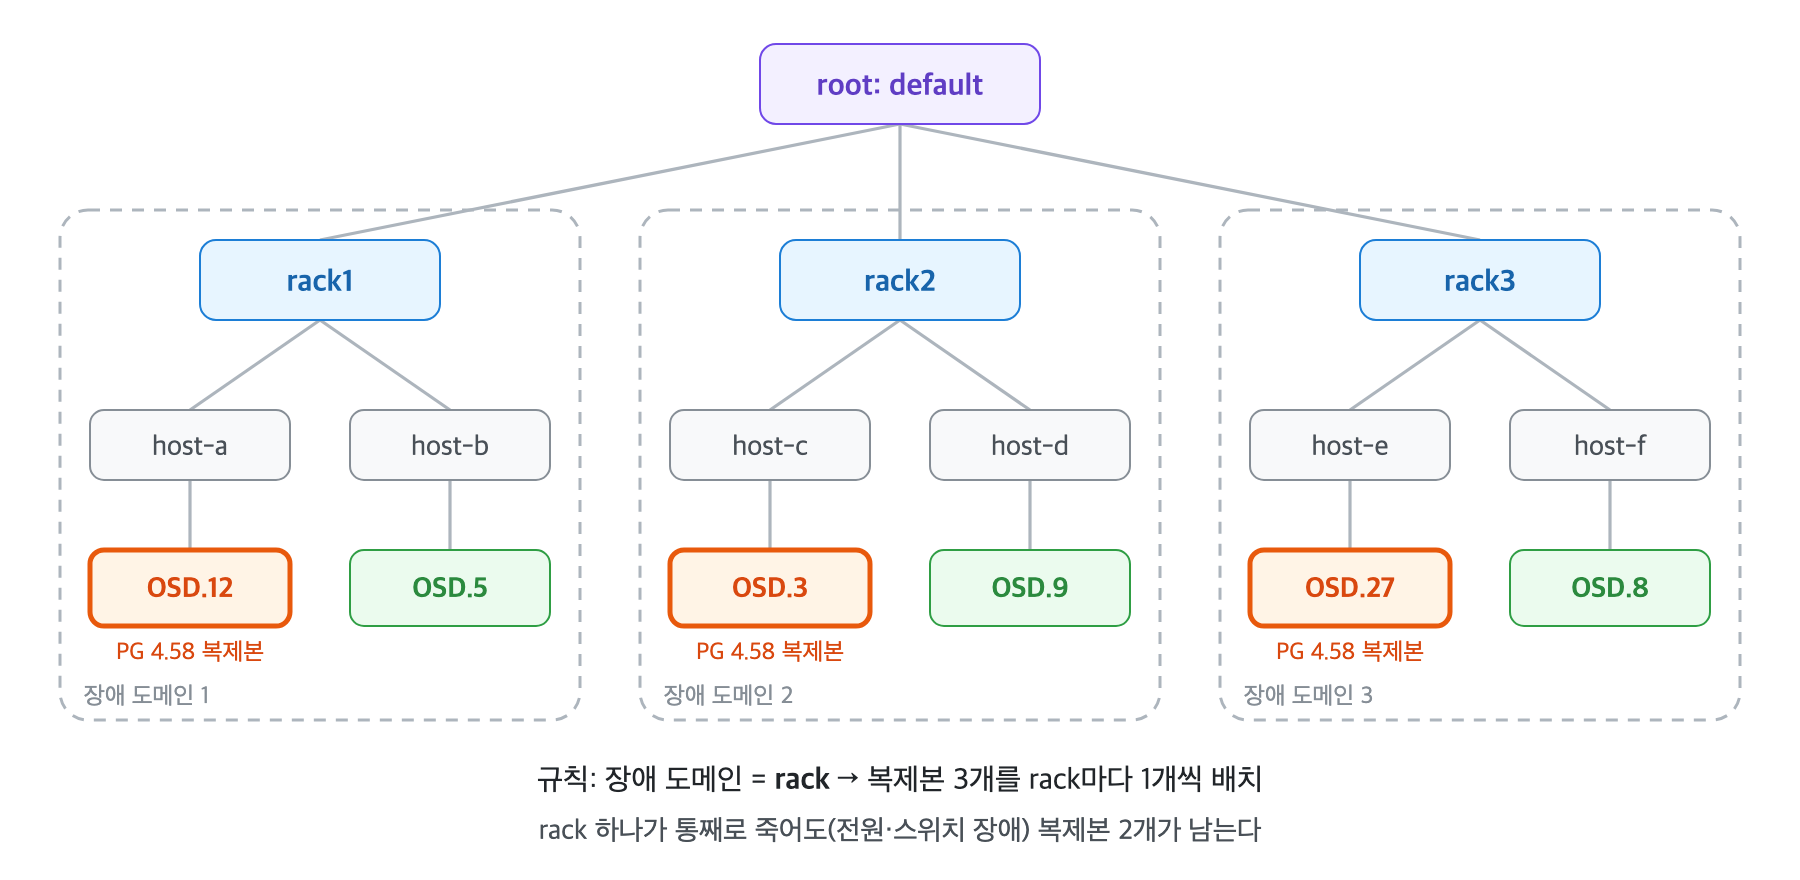 root: default
rack1
rack2
rack3
host-a
host-b
host-c
host-d
host-e
host-f
OSD.12
OSD.5
OSD.3
OSD.9
OSD.27
OSD.8
PG 4.58 복제본
PG 4.58 복제본
PG 4.58 복제본
장애 도메인 1
장애 도메인 2
장애 도메인 3
규칙: 장애 도메인 = rack → 복제본 3개를 rack마다 1개씩 배치
rack 하나가 통째로 죽어도(전원·스위치 장애) 복제본 2개가 남는다